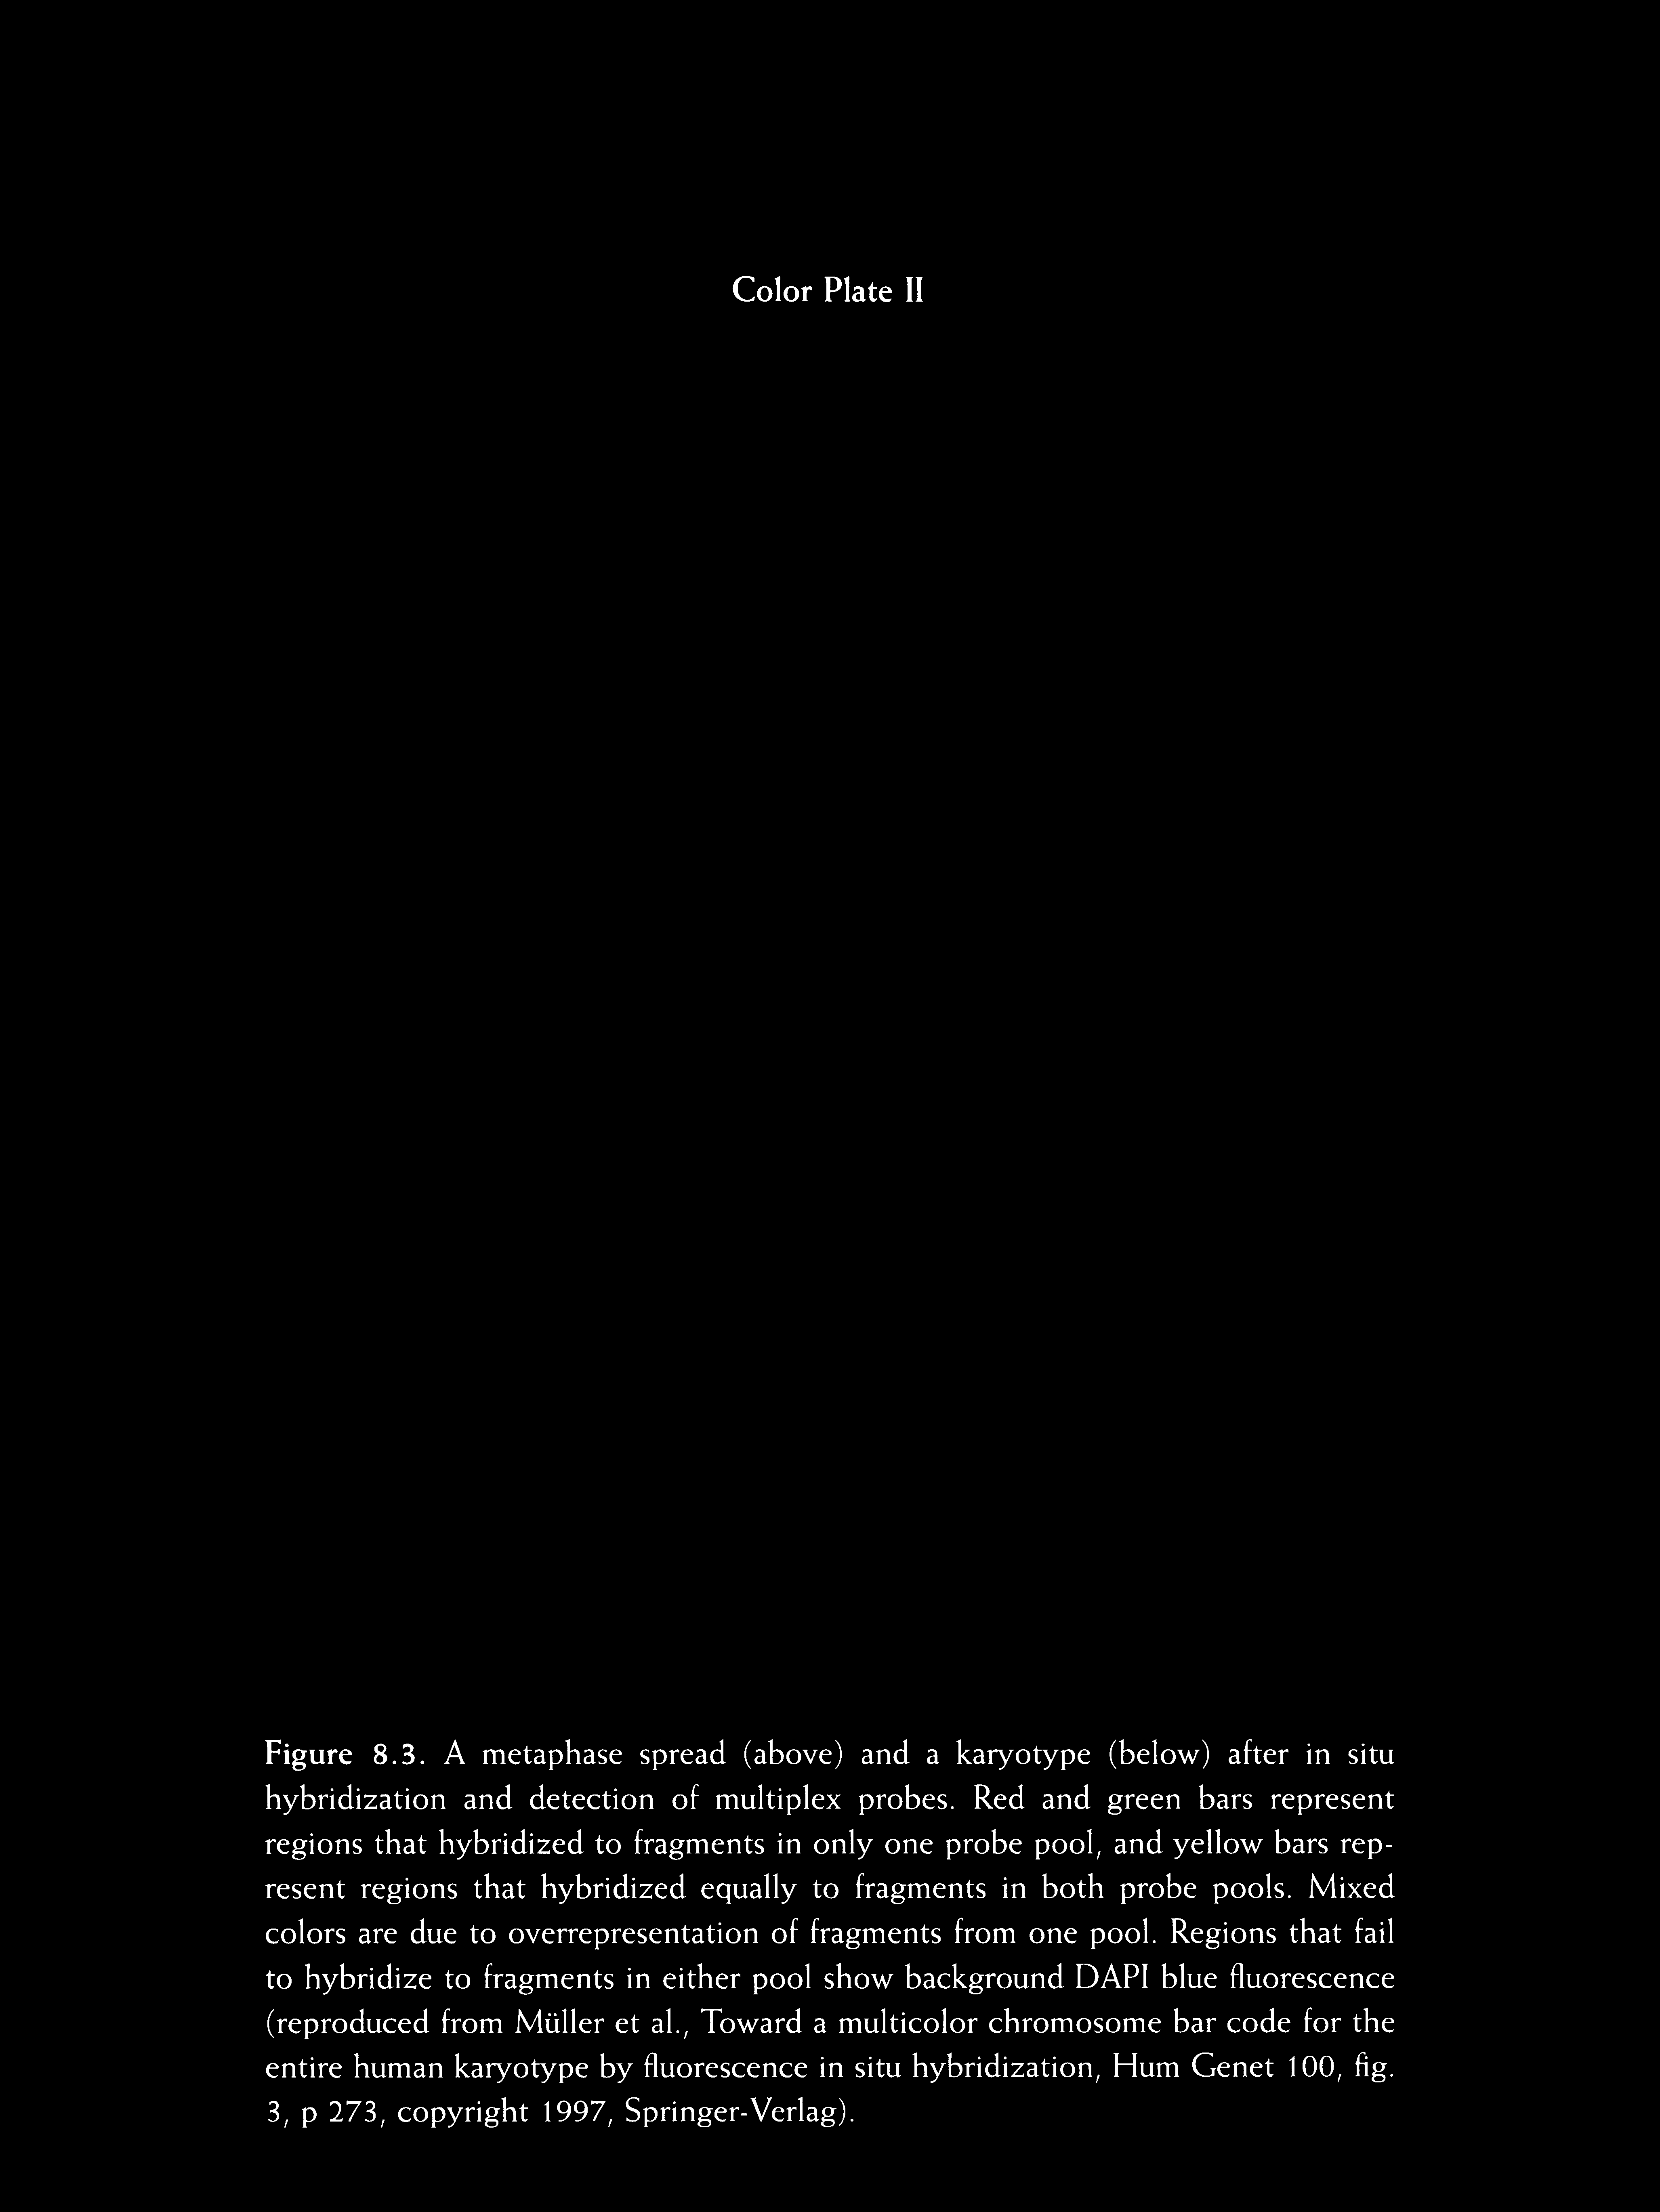 Color Plate II
Figure 8.3. A metaphase spread (above) and a karyotype (below) after in situ
hybridization and detection of multiplex probes. Red and green bars represent
regions that hybridized to fragments in only one probe pool, and yellow bars rep-
resent regions that hybridized equally to fragments in both probe pools. Mixed
colors are due to overrepresentation of fragments from one pool. Regions that fail
to hybridize to fragments in either pool show background DAPI blue fluorescence
(reproduced from Müller et al., Toward a multicolor chromosome bar code for the
entire human karyotype by fluorescence in situ hybridization, Hum Genet 100, fig.
3, p 273, copyright 1997, Springer-Verlag).